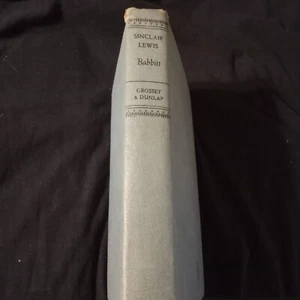 SINCLAIR
LEWIS
Babbitt
GROSSET
& DUNLAP